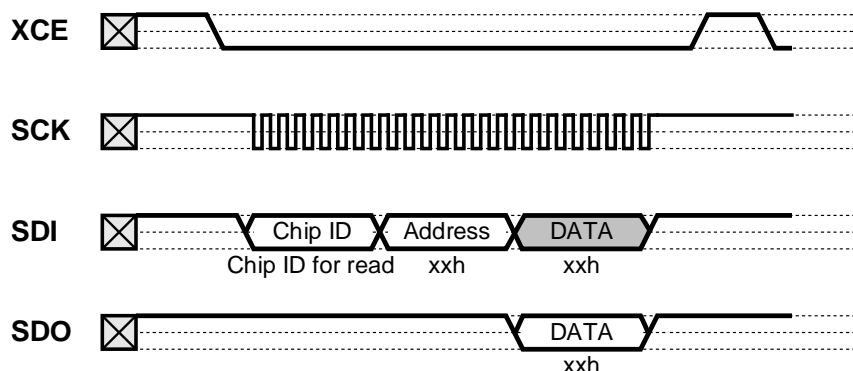 XCE
SCK
SDI Chip ID Address DATA
Chip ID for read xxh xxh
SDO DATA
xxh